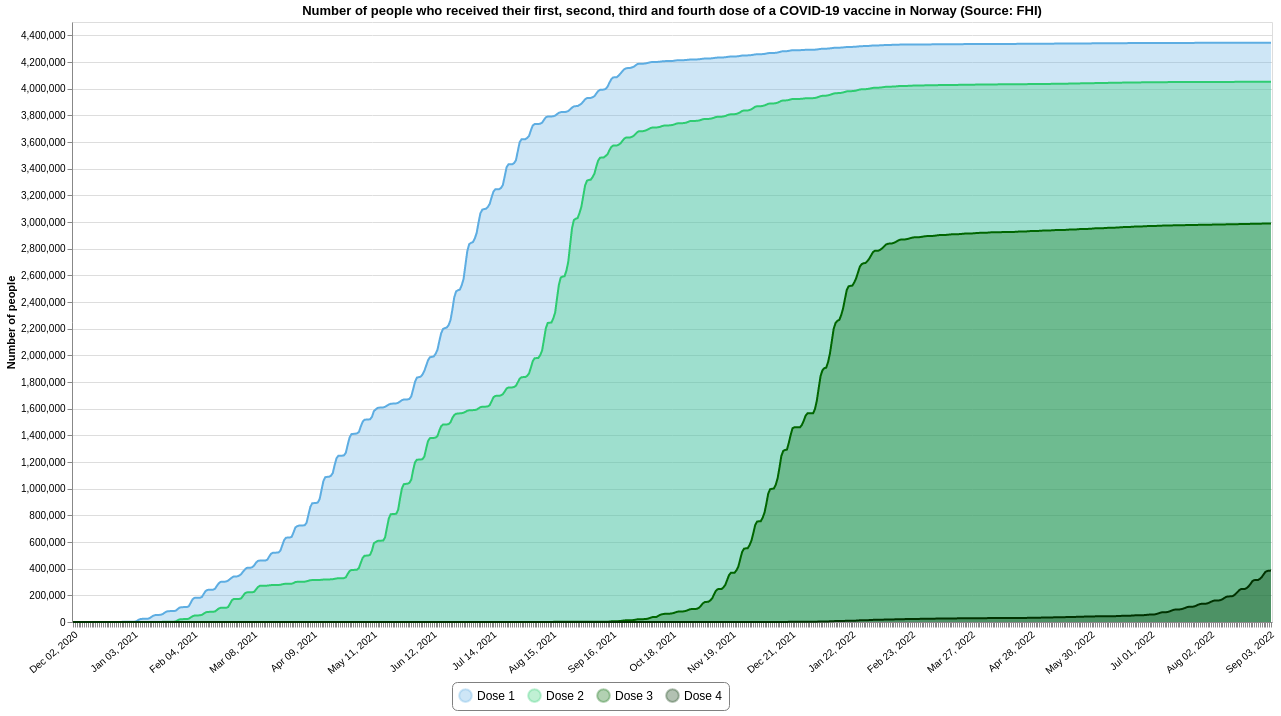 Number of people who received their first, second, third and fourth dose of a COVID-19 vaccine in Norway (Source: FHI)
Number of people
4,400,000
4,200,000
4,000,000
3,800,000
3,600,000
3,400,000
3,200,000
3,000,000
2,800,000
2,600,000
2,400,000
2,200,000
2,000,000
1,800,000
1,600,000
1,400,000
1,200,000
1,000,000
800,000
600,000
400,000
200,000
0
Dec 02, 2020
Jan 03, 2021
Feb 04, 2021
Mar 08, 2021
Apr 09, 2021
May 11, 2021
Jun 12, 2021
Jul 14, 2021
Aug 15, 2021
Sep 16, 2021
Oct 18, 2021
Nov 19, 2021
Dec 21, 2021
Jan 22, 2022
Feb 23, 2022
Mar 27, 2022
Apr 28, 2022
May 30, 2022
Jul 01, 2022
Aug 02, 2022
Sep 03, 2022
Dose 1 Dose 2 Dose 3 Dose 4